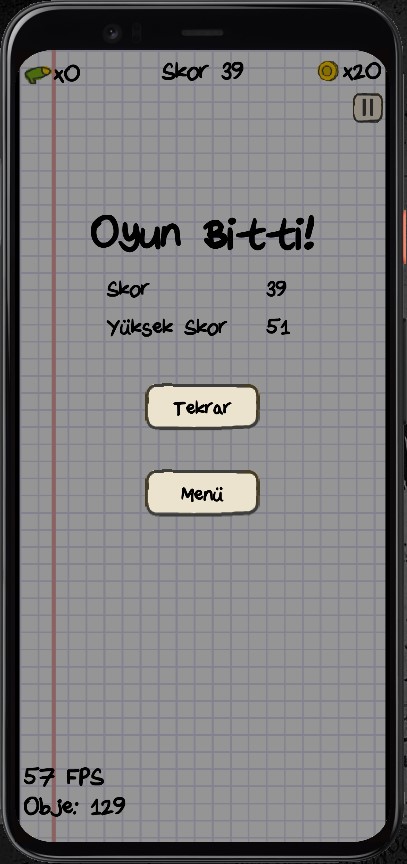 x0 Skor 39 x20
Oyun Bitti!
Skor 39
Yüksek Skor 51
Tekrar
Menü
57 FPS
Obje: 129